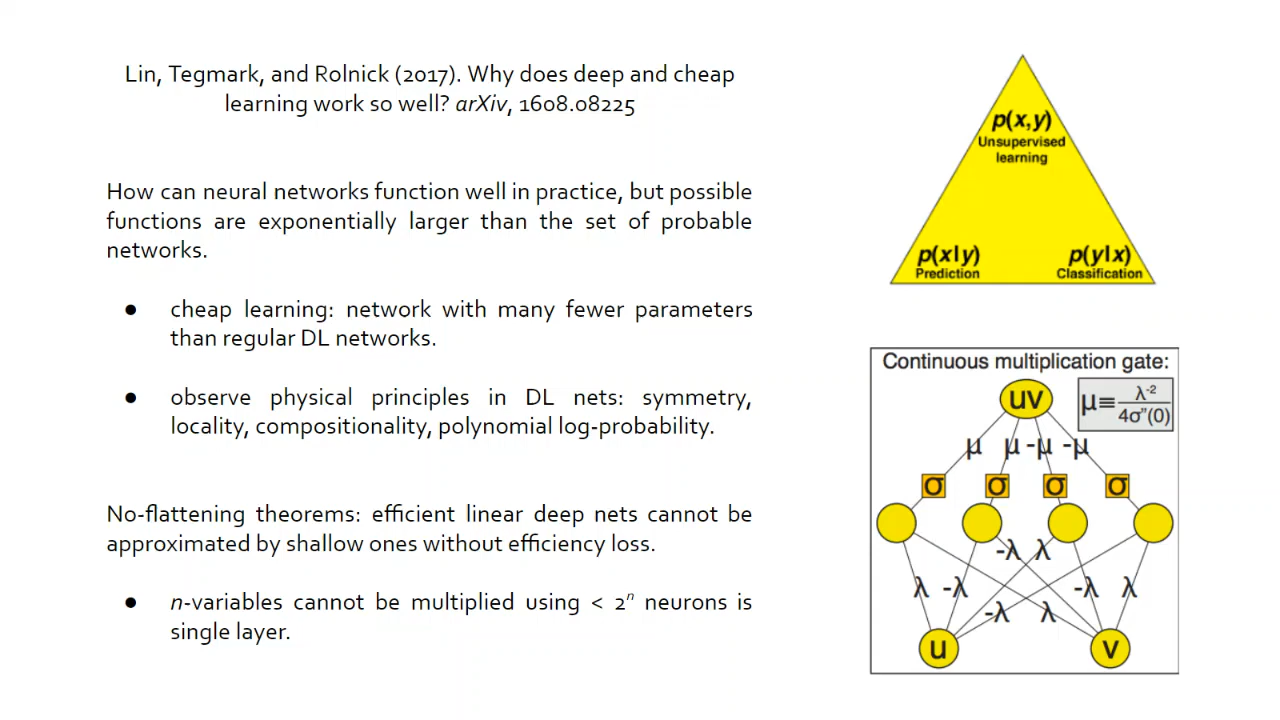 Lin, Tegmark, and Rolnick (2017). Why does deep and cheap
learning work so well? arXiv, 1608.08225
How can neural networks function well in practice, but possible
functions are exponentially larger than the set of probable
networks.
● cheap learning: network with many fewer parameters
than regular DL networks.
● observe physical principles in DL nets: symmetry,
locality, compositionality, polynomial log-probability.
No-flattening theorems: efficient linear deep nets cannot be
approximated by shallow ones without efficiency loss.
● n-variables cannot be multiplied using < 2ⁿ neurons is
single layer.
p(x,y)
Unsupervised
learning
p(x|y)
Prediction
p(y|x)
Classification
Continuous multiplication gate:
uv
μ≡ λ⁻²
4σ”(0)
μ μ -μ -μ
σ σ σ σ
-λ λ
λ -λ -λ λ
-λ λ
u v